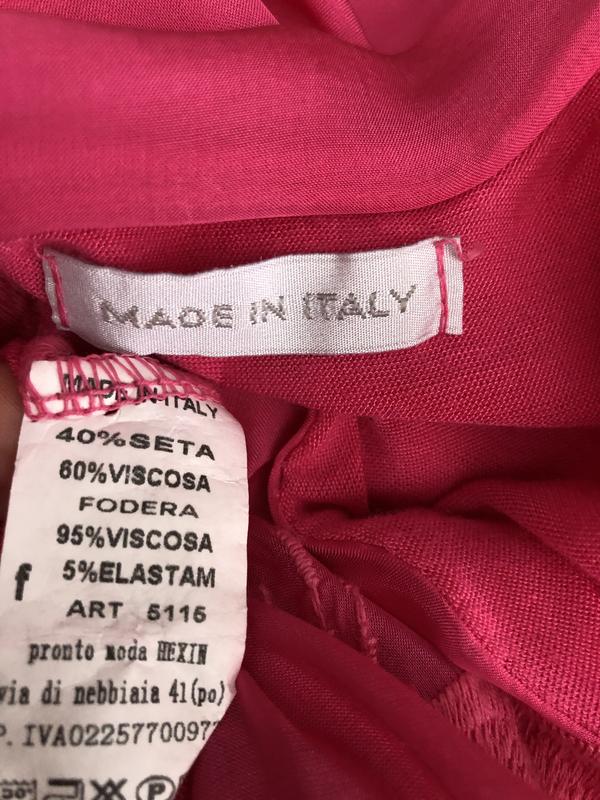 MADE IN ITALY
MADE IN ITALY
40%SETA
60%VISCOSA
FODERA
95%VISCOSA
f 5%ELASTAM
ART 5115
pronto moda HEXIN
via di nebbiaia 41(po)
P. IVA0225770097
P